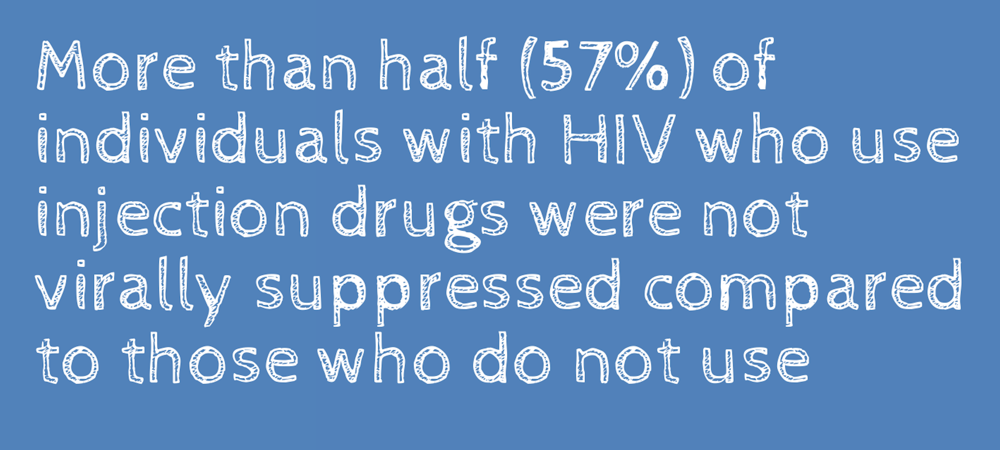 More than half (57%) of
individuals with HIV who use
injection drugs were not
virally suppressed compared
to those who do not use